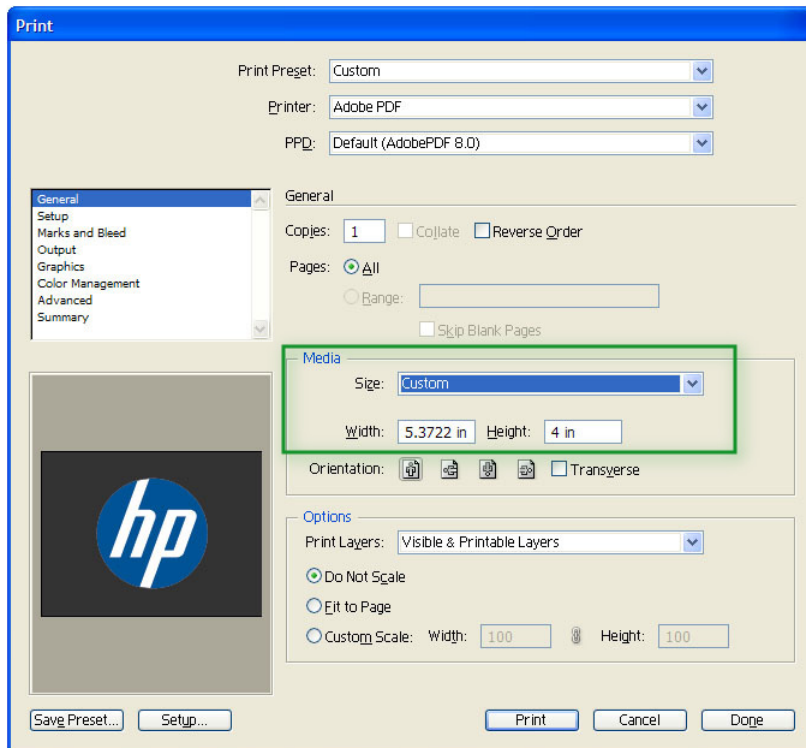 Print
Print Preset: Custom
Printer: Adobe PDF
PPD: Default (AdobePDF 8.0)
General
Setup
Marks and Bleed
Output
Graphics
Color Management
Advanced
Summary
General
Copies: 1 Collate Reverse Order
Pages: All
Range:
Skip Blank Pages
Media
Size: Custom
Width: 5.3722 in Height: 4 in
Orientation: Transverse
Options
Print Layers: Visible & Printable Layers
Do Not Scale
Fit to Page
Custom Scale: Width: 100 Height: 100
hp
Save Preset... Setup... Print Cancel Done